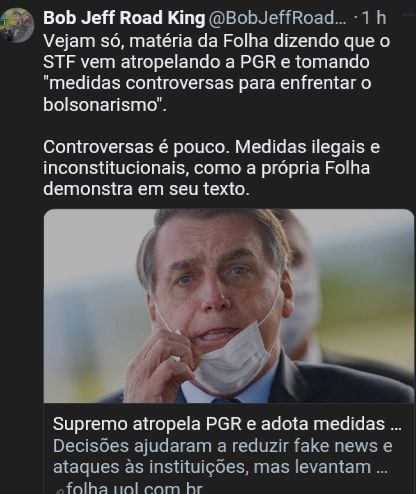 Bob Jeff Road King @BobJeffRoad... · 1 h
Vejam só, matéria da Folha dizendo que o
STF vem atropelando a PGR e tomando
"medidas controversas para enfrentar o
bolsonarismo".
Controversas é pouco. Medidas ilegais e
inconstitucionais, como a própria Folha
demonstra em seu texto.
Supremo atropela PGR e adota medidas ...
Decisões ajudaram a reduzir fake news e
ataques às instituições, mas levantam ...
folha.uol.com.br